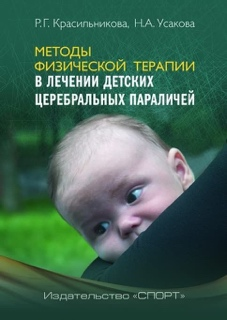 Р.Г. Красильникова, Н.А. Усакова
МЕТОДЫ
ФИЗИЧЕСКОЙ ТЕРАПИИ
В ЛЕЧЕНИИ ДЕТСКИХ
ЦЕРЕБРАЛЬНЫХ ПАРАЛИЧЕЙ
Издательство «СПОРТ»